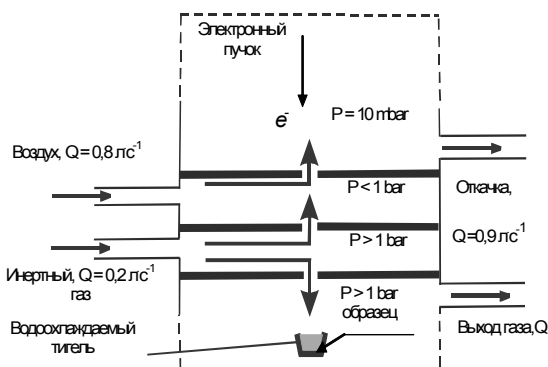 Электронный
пучок
e-
P = 10 mbar
Воздух, Q = 0,8 лс-1
P < 1 bar
Откачка,
P > 1 bar
Q=0,9 лс-1
Инертный, Q = 0,2 лс-1
газ
P > 1 bar
образец
Водоохлаждаемый
тигель
Выход газа,Q